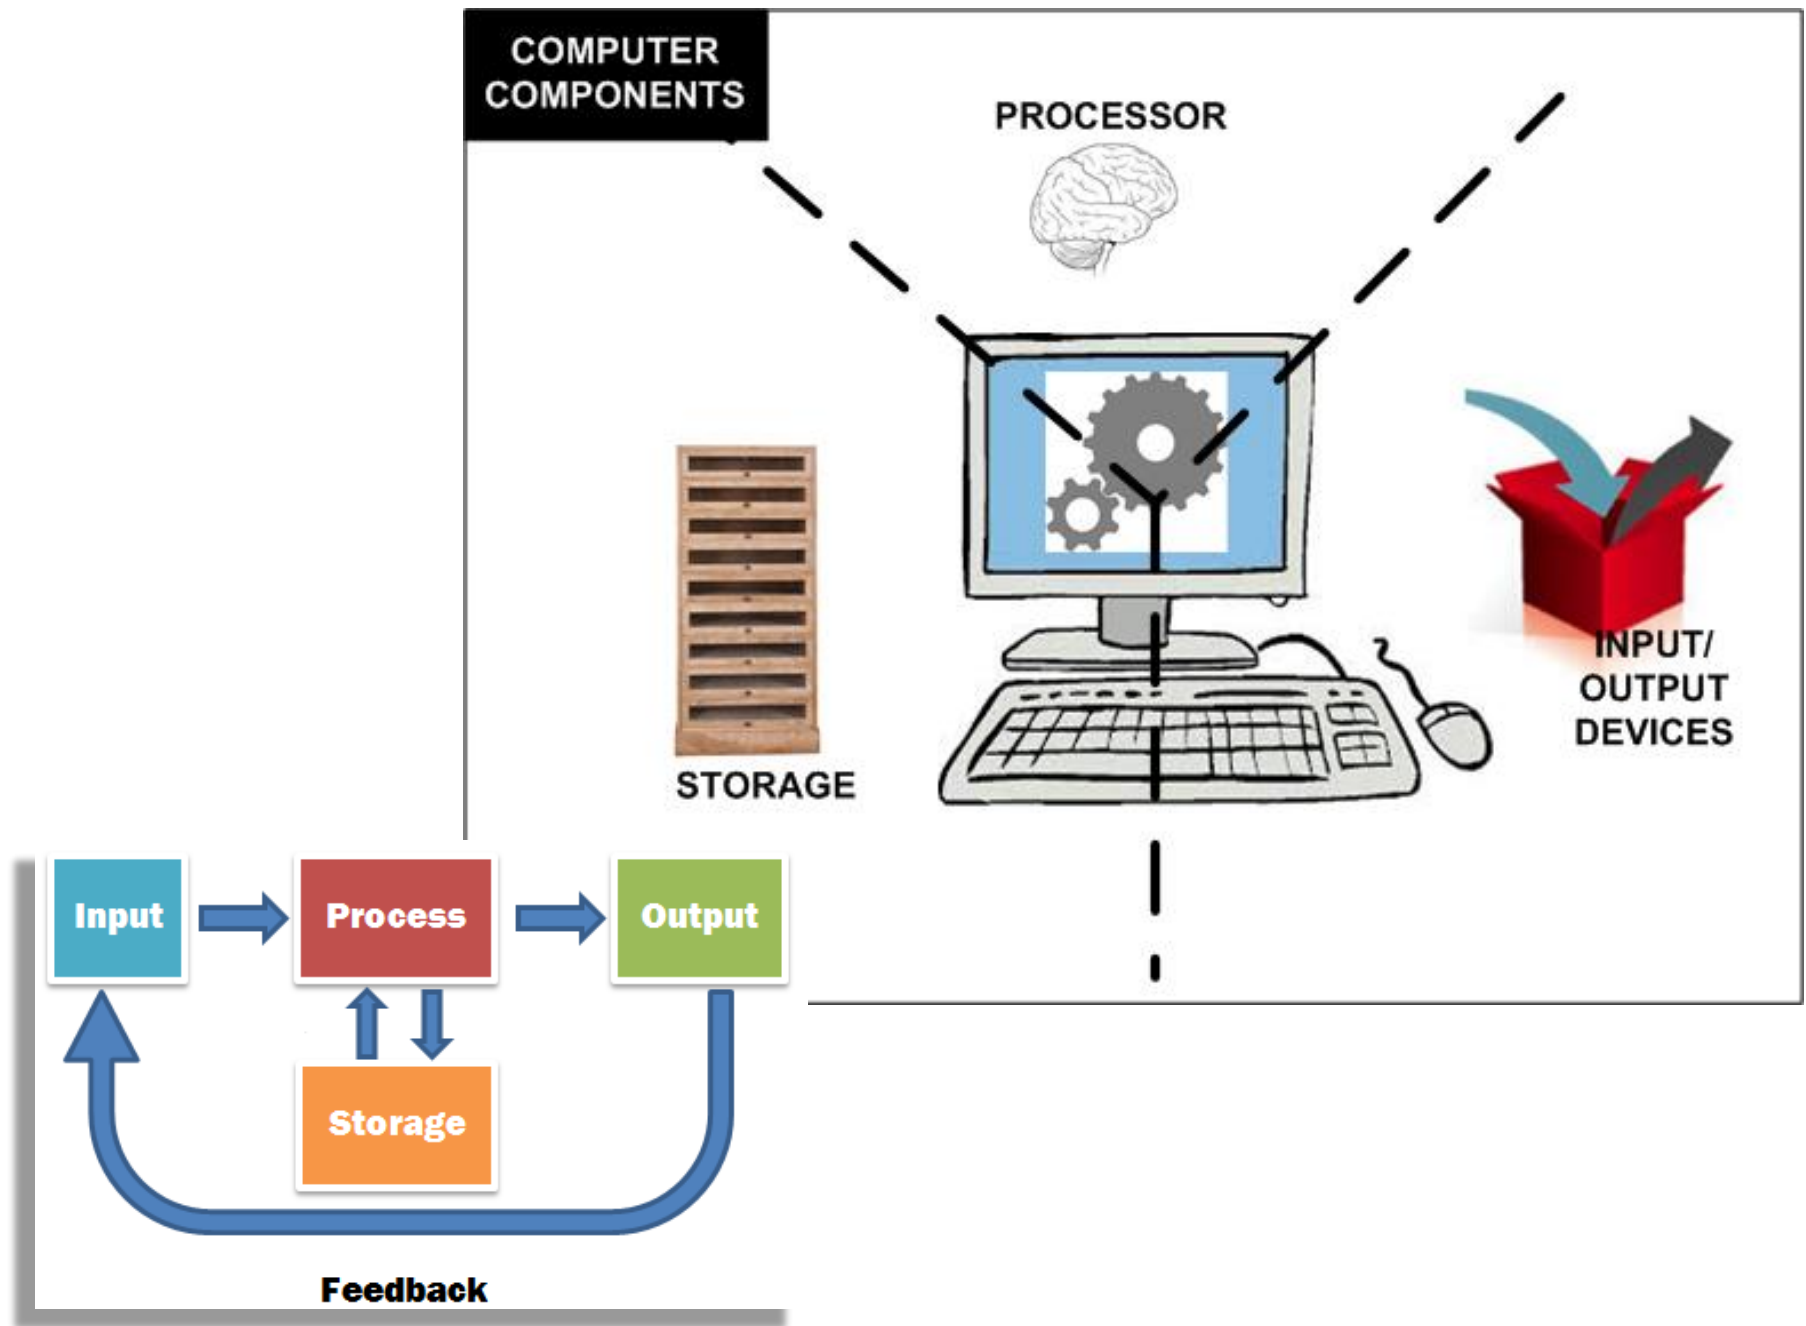 COMPUTER
COMPONENTS
PROCESSOR
STORAGE
INPUT/
OUTPUT
DEVICES
Input
Process
Output
Storage
Feedback